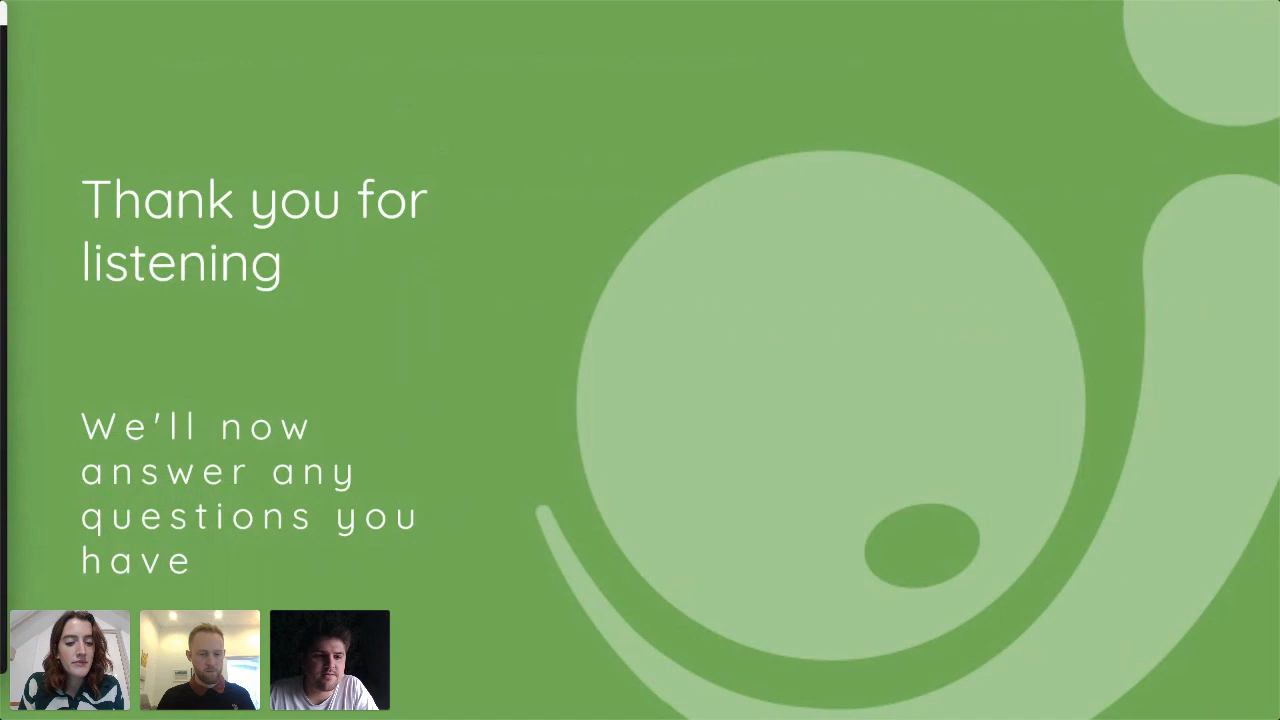 Thank you for
listening
We'll now
answer any
questions you
have